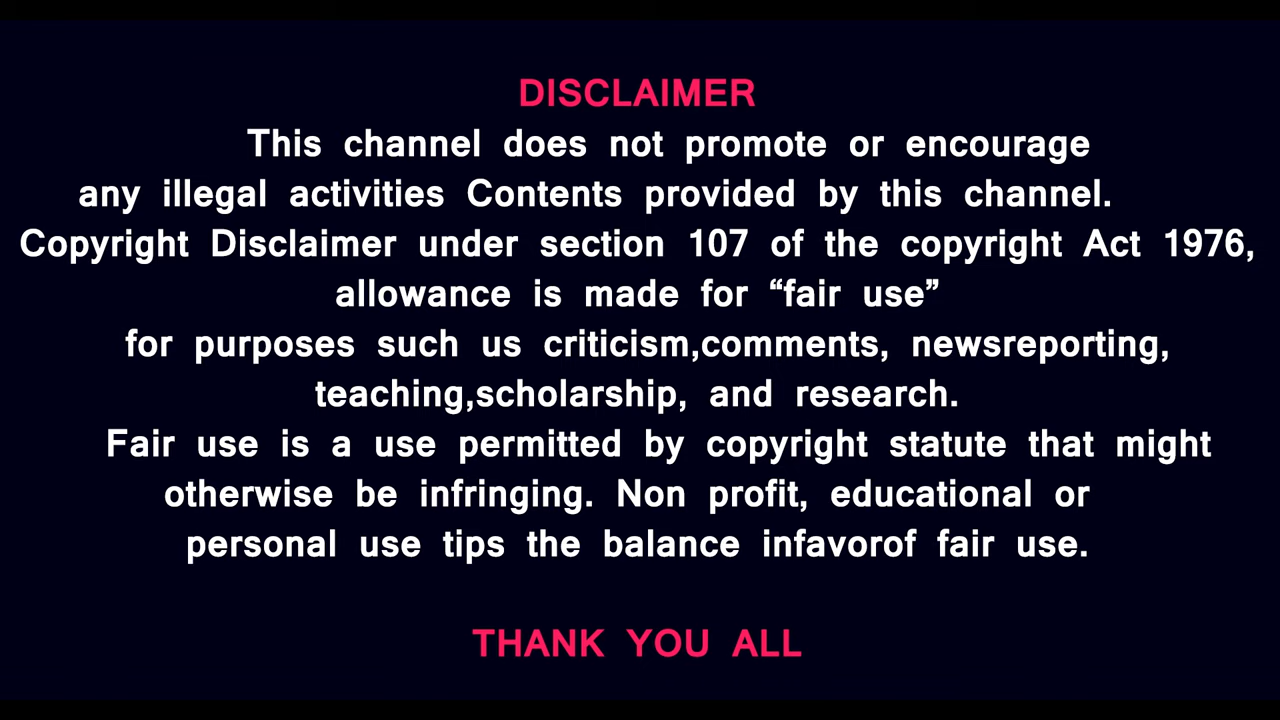 DISCLAIMER
This channel does not promote or encourage
any illegal activities Contents provided by this channel.
Copyright Disclaimer under section 107 of the copyright Act 1976,
allowance is made for “fair use”
for purposes such us criticism,comments, newsreporting,
teaching,scholarship, and research.
Fair use is a use permitted by copyright statute that might
otherwise be infringing. Non profit, educational or
personal use tips the balance infavorof fair use.
THANK YOU ALL